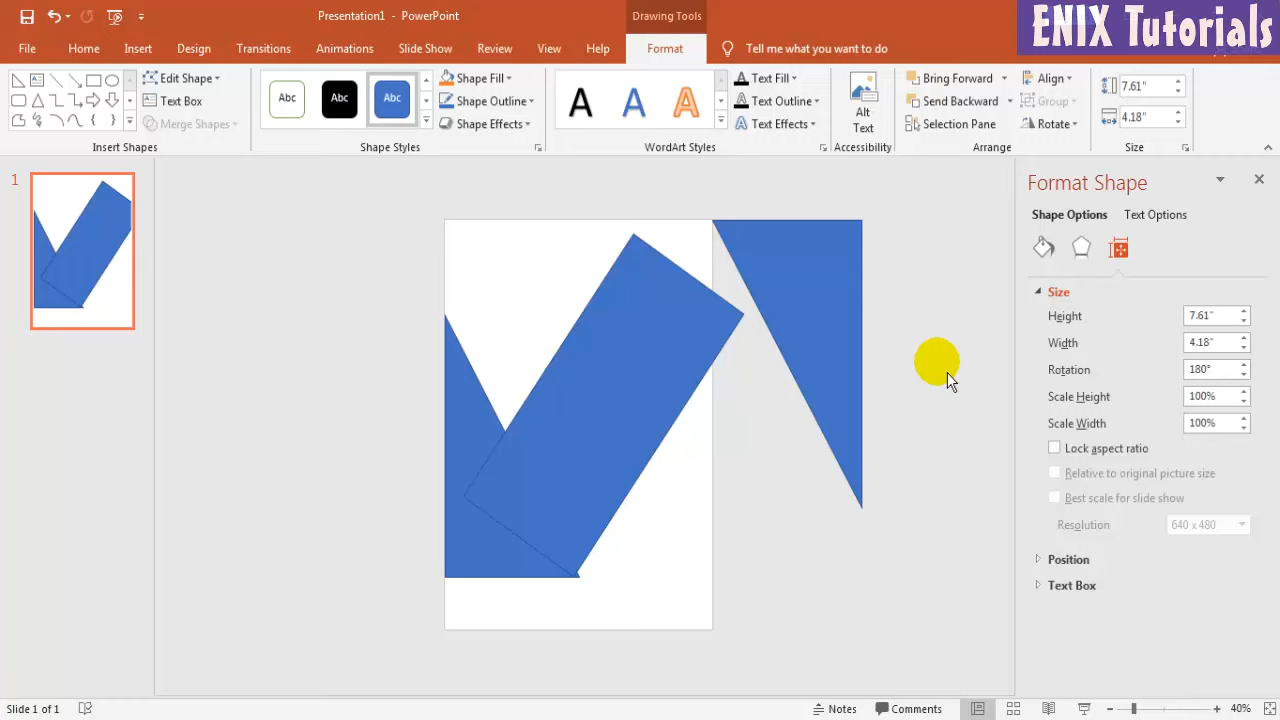 Presentation1 - PowerPoint
Drawing Tools
ENIX Tutorials
File Home Insert Design Transitions Animations Slide Show Review View Help Format Tell me what you want to do
Edit Shape
Text Box
Merge Shapes
Insert Shapes
Abc Abc Abc
Shape Fill
Shape Outline
Shape Effects
Shape Styles
A A A
Text Fill
Text Outline
Text Effects
WordArt Styles
Alt
Text
Accessibility
Bring Forward
Send Backward
Selection Pane
Align
Group
Rotate
Arrange
7.61"
4.18"
Size
1
Format Shape
Shape Options Text Options
Size
Height 7.61"
Width 4.18"
Rotation 180°
Scale Height 100%
Scale Width 100%
Lock aspect ratio
Relative to original picture size
Best scale for slide show
Resolution 640 x 480
Position
Text Box
Slide 1 of 1
Notes Comments 40%